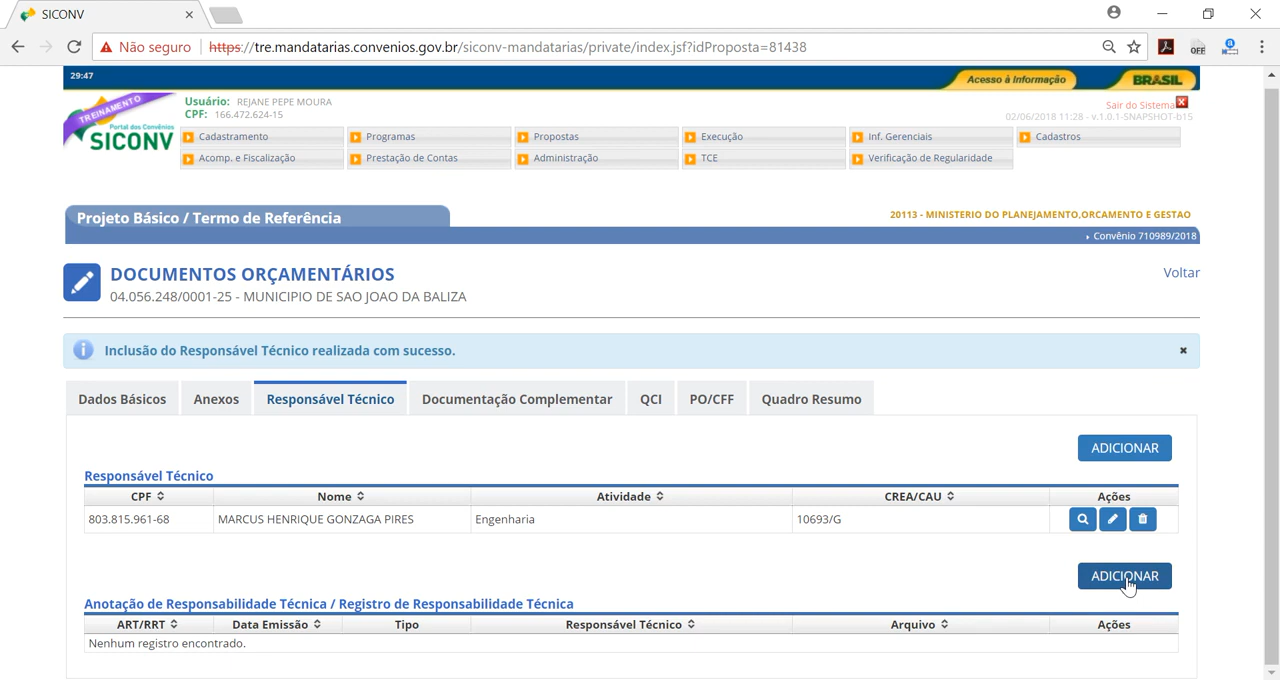 SICONV
Não seguro https://tre.mandatarias.convenios.gov.br/siconv-mandatarias/private/index.jsf?idProposta=81438
OFF
29:47 Acesso à Informação BRASIL
TREINAMENTO
Portal dos Convênios
SICONV
Usuário: REJANE PEPE MOURA
CPF: 166.472.624-15
Sair do Sistema
02/06/2018 11:28 - v.1.0.1-SNAPSHOT-b15
Cadastramento Programas Propostas Execução Inf. Gerenciais Cadastros
Acomp. e Fiscalização Prestação de Contas Administração TCE Verificação de Regularidade
Projeto Básico / Termo de Referência
20113 - MINISTERIO DO PLANEJAMENTO,ORCAMENTO E GESTAO
Convênio 710989/2018
DOCUMENTOS ORÇAMENTÁRIOS
04.056.248/0001-25 - MUNICIPIO DE SAO JOAO DA BALIZA
Voltar
Inclusão do Responsável Técnico realizada com sucesso.
Dados Básicos Anexos Responsável Técnico Documentação Complementar QCI PO/CFF Quadro Resumo
ADICIONAR
Responsável Técnico
CPF Nome Atividade CREA/CAU Ações
803.815.961-68 MARCUS HENRIQUE GONZAGA PIRES Engenharia 10693/G
ADICIONAR
Anotação de Responsabilidade Técnica / Registro de Responsabilidade Técnica
ART/RRT Data Emissão Tipo Responsável Técnico Arquivo Ações
Nenhum registro encontrado.